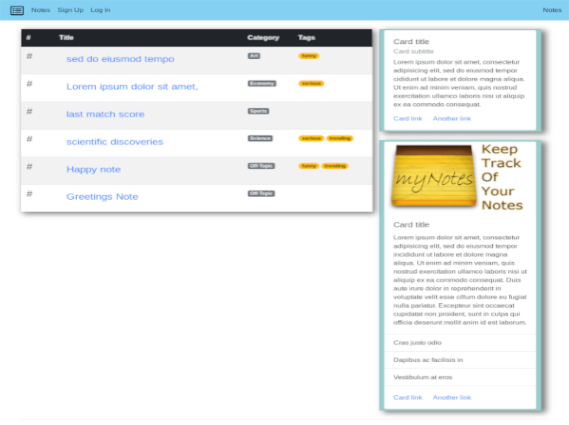 Notes Sign Up Log In Notes
# Title Category Tags
# sed do eiusmod tempo Art funny
# Lorem ipsum dolor sit amet, Economy serious
# last match score Sports
# scientific discoveries Science serious trending
# Happy note Off-Topic funny trending
# Greetings Note Off-Topic
Card title
Card subtitle
Lorem ipsum dolor sit amet, consectetur
adipisicing elit, sed do eiusmod tempor
incididunt ut labore et dolore magna aliqua.
Ut enim ad minim veniam, quis nostrud
exercitation ullamco laboris nisi ut aliquip
ex ea commodo consequat.
Card link Another link
myNotes
Keep
Track
Of
Your
Notes
Card title
Lorem ipsum dolor sit amet, consectetur
adipisicing elit, sed do eiusmod tempor
incididunt ut labore et dolore magna
aliqua. Ut enim ad minim veniam, quis
nostrud exercitation ullamco laboris nisi ut
aliquip ex ea commodo consequat. Duis
aute irure dolor in reprehenderit in
voluptate velit esse cillum dolore eu fugiat
nulla pariatur. Excepteur sint occaecat
cupidatat non proident, sunt in culpa qui
officia deserunt mollit anim id est laborum.
Cras justo odio
Dapibus ac facilisis in
Vestibulum at eros
Card link Another link